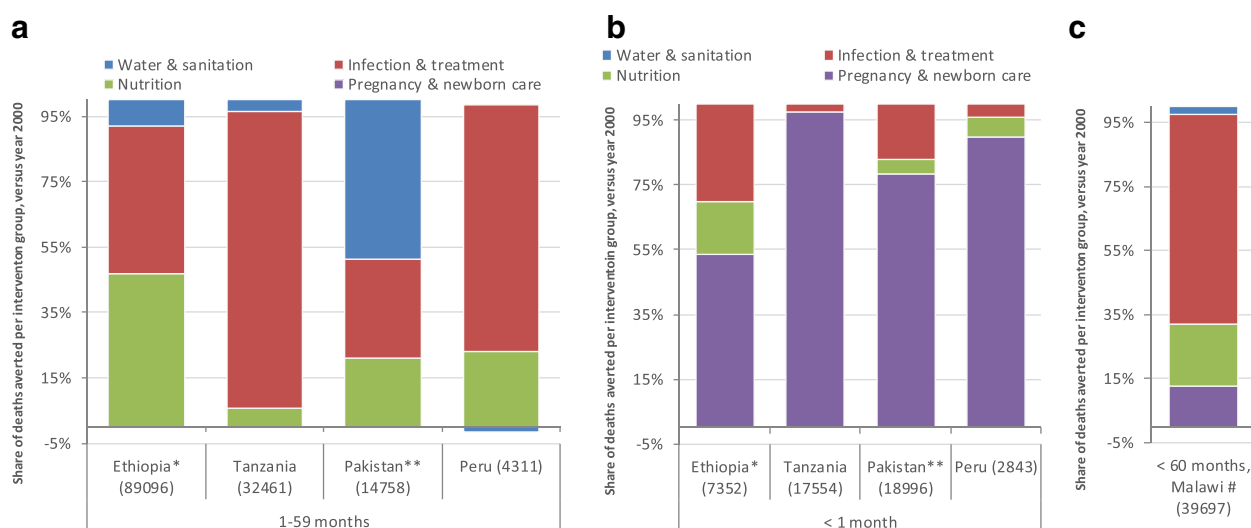 a
Water & sanitation
Infection & treatment
Nutrition
Pregnancy & newborn care
Share of deaths averted per interventon group, versus year 2000
95%
75%
55%
35%
15%
-5%
Ethiopia*
(89096)
Tanzania
(32461)
Pakistan**
(14758)
Peru (4311)
1-59 months
b
Water & sanitation
Infection & treatment
Nutrition
Pregnancy & newborn care
Share of deaths averted per interventoin group, versus year 2000
95%
75%
55%
35%
15%
-5%
Ethiopia*
(7352)
Tanzania
(17554)
Pakistan**
(18996)
Peru (2843)
< 1 month
c
Share of deaths averted per interventon group, versus year 2000
95%
75%
55%
35%
15%
-5%
< 60 months,
Malawi #
(39697)